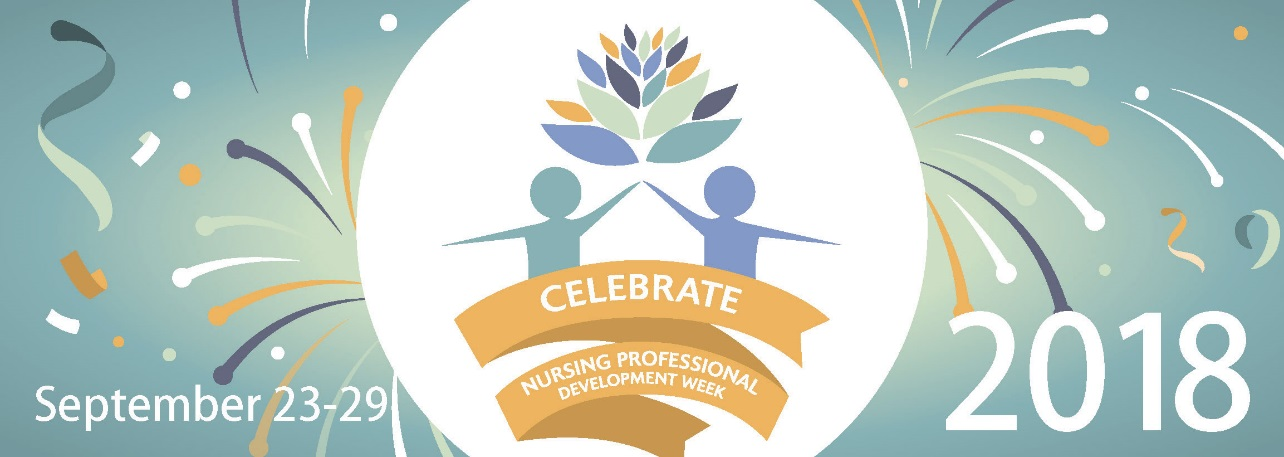 CELEBRATE
NURSING PROFESSIONAL
DEVELOPMENT WEEK
September 23-29
2018